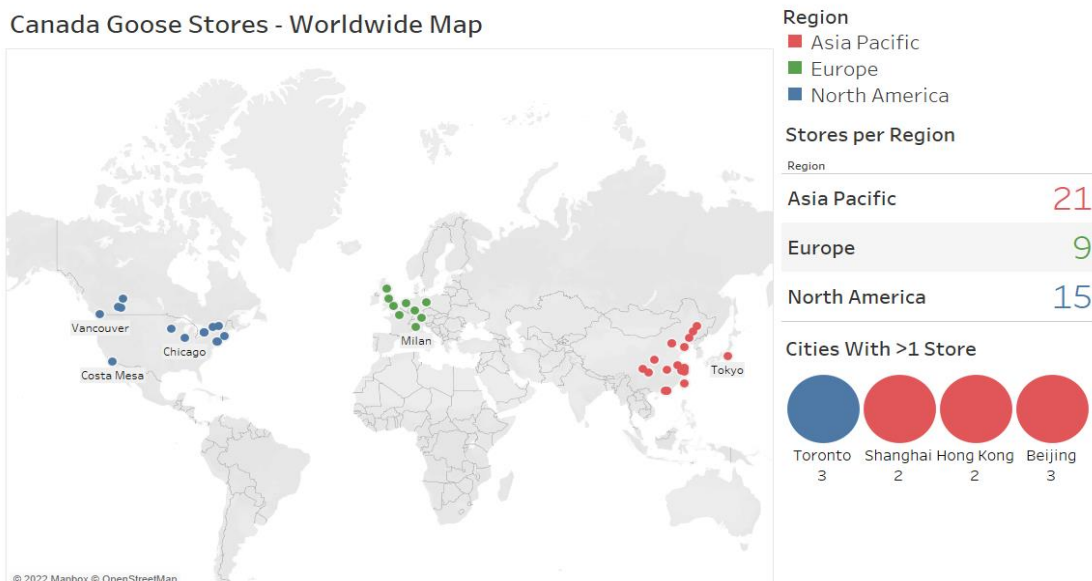 Canada Goose Stores - Worldwide Map
Vancouver
Chicago
Costa Mesa
Milan
Tokyo
© 2022 Mapbox © OpenStreetMap
Region
Asia Pacific
Europe
North America
Stores per Region
Region
Asia Pacific 21
Europe 9
North America 15
Cities With >1 Store
Toronto Shanghai Hong Kong Beijing
3 2 2 3